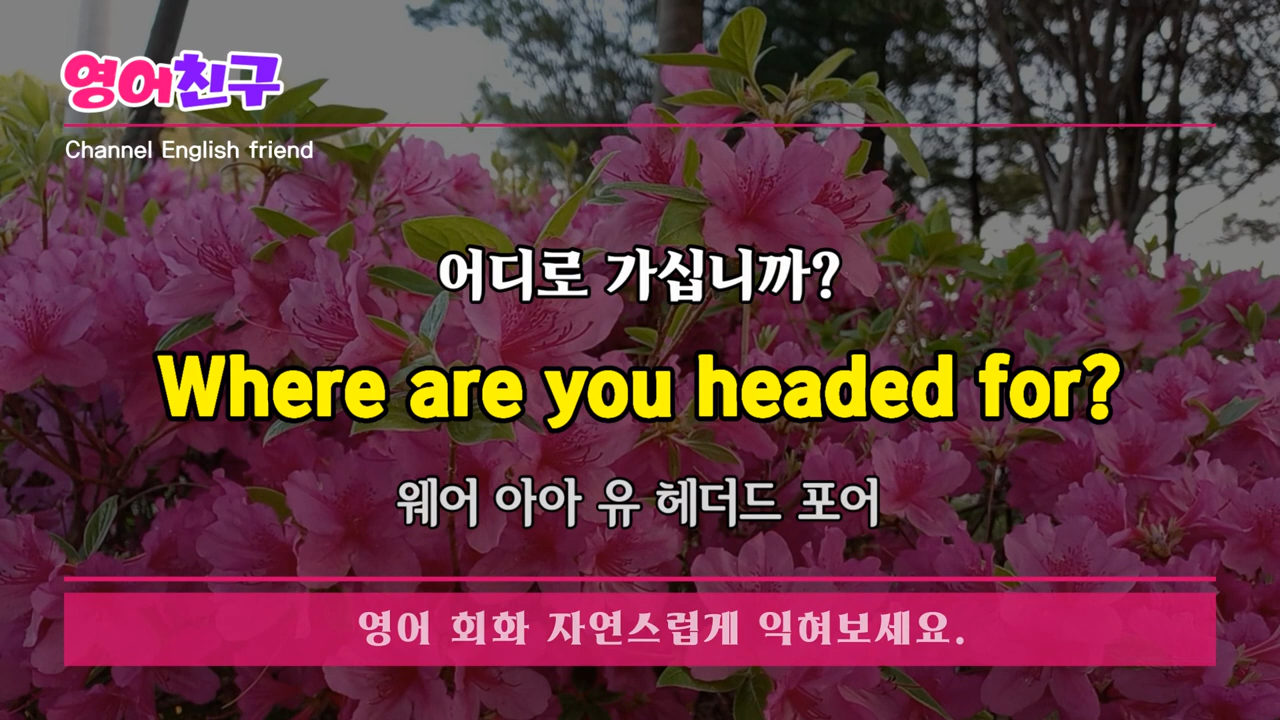 영어친구
Channel English friend
어디로 가십니까?
Where are you headed for?
웨어 아아 유 헤더드 포어
영어 회화 자연스럽게 익혀보세요.